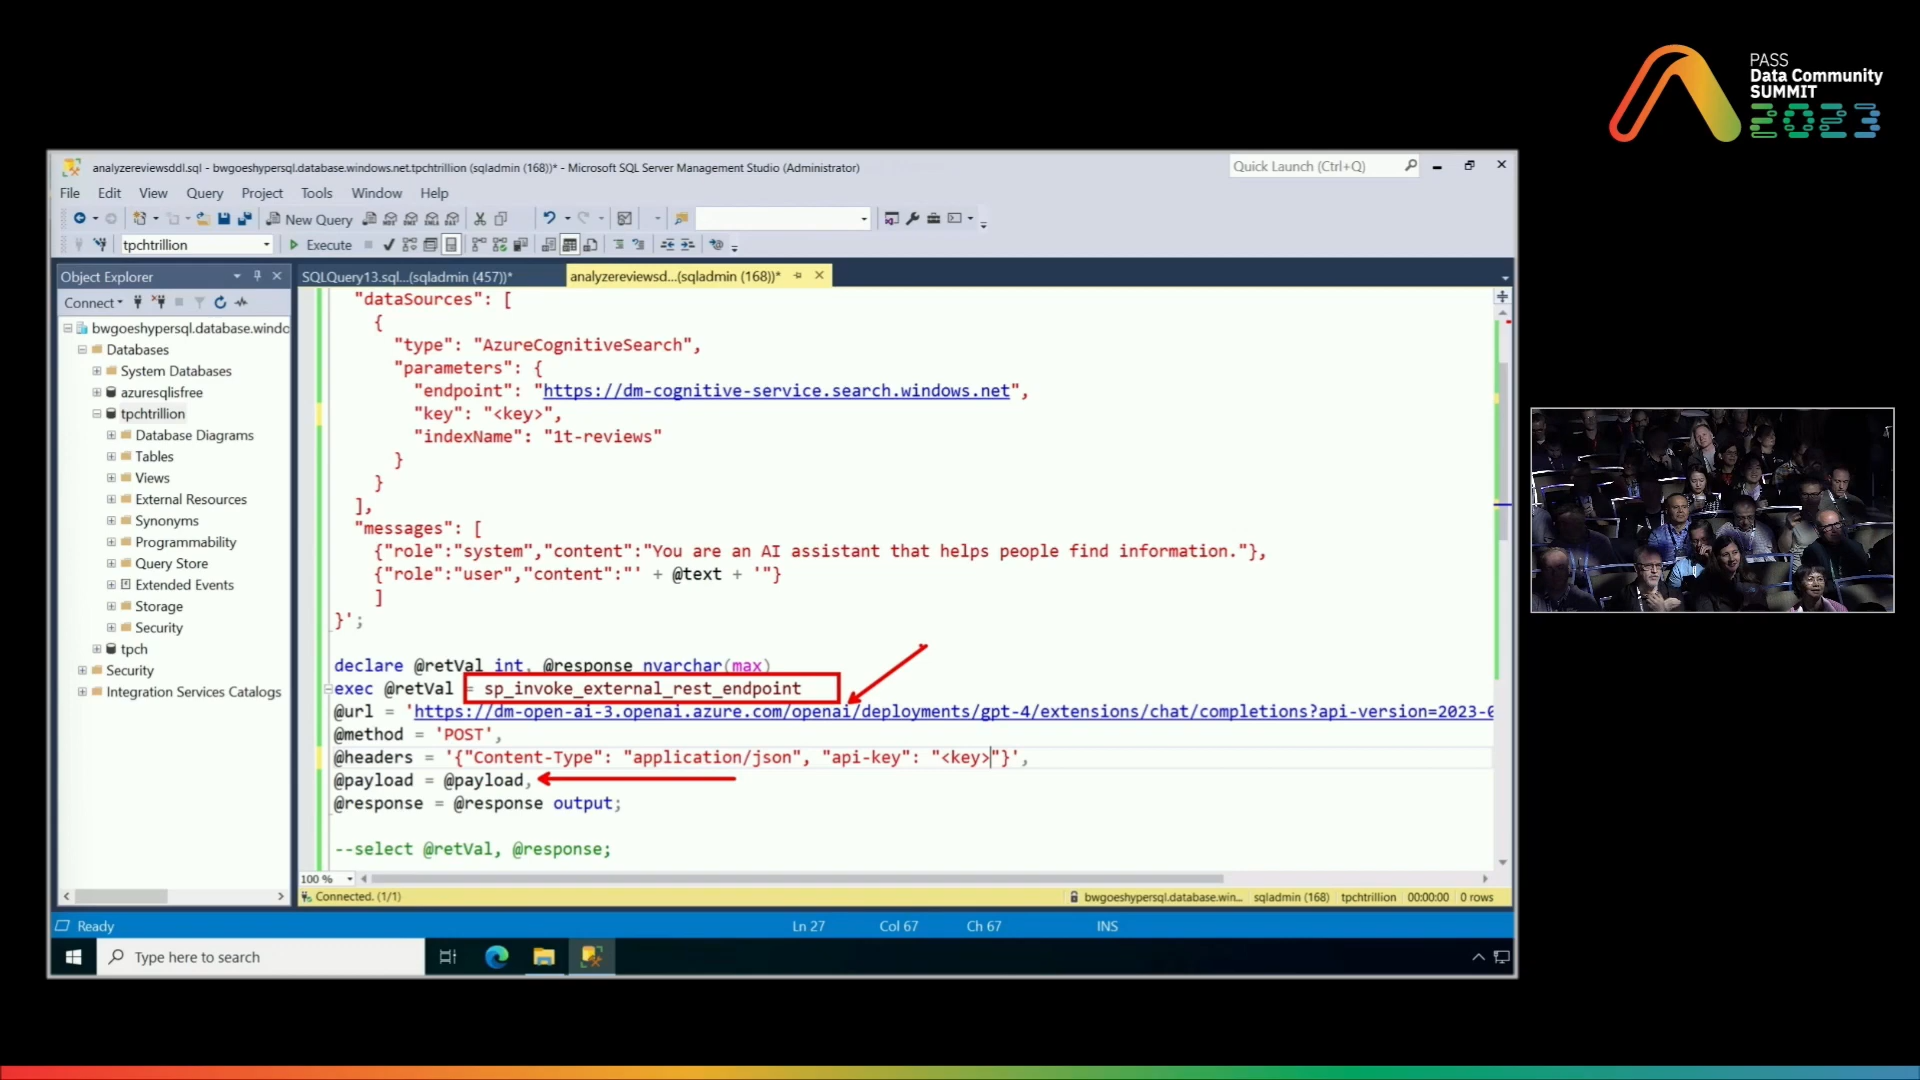 PASS
Data Community
SUMMIT
2023
analyzereviewsddl.sql - bwgoeshypersql.database.windows.net.tpchtrillion (sqladmin (168))* - Microsoft SQL Server Management Studio (Administrator)
Quick Launch (Ctrl+Q)
File Edit View Query Project Tools Window Help
New Query
tpchtrillion
Execute
Object Explorer
SQLQuery13.sql...(sqladmin (457))*
analyzereviewsd...(sqladmin (168))*
Connect
bwgoeshypersql.database.windo
Databases
System Databases
azuresqlisfree
tpchtrillion
Database Diagrams
Tables
Views
External Resources
Synonyms
Programmability
Query Store
Extended Events
Storage
Security
tpch
Security
Integration Services Catalogs
"dataSources": [
{
"type": "AzureCognitiveSearch",
"parameters": {
"endpoint": "https://dm-cognitive-service.search.windows.net",
"key": "<key>",
"indexName": "1t-reviews"
}
}
],
"messages": [
{"role":"system","content":"You are an AI assistant that helps people find information."},
{"role":"user","content":"' + @text + '"}
]
}';
declare @retVal int, @response nvarchar(max)
exec @retVal = sp_invoke_external_rest_endpoint
@url = 'https://dm-open-ai-3.openai.azure.com/openai/deployments/gpt-4/extensions/chat/completions?api-version=2023-0
@method = 'POST',
@headers = '{"Content-Type": "application/json", "api-key": "<key>"}',
@payload = @payload,
@response = @response output;
--select @retVal, @response;
100 %
Connected. (1/1)
bwgoeshypersql.database.win...
sqladmin (168)
tpchtrillion
00:00:00
0 rows
Ready
Ln 27
Col 67
Ch 67
INS
Type here to search